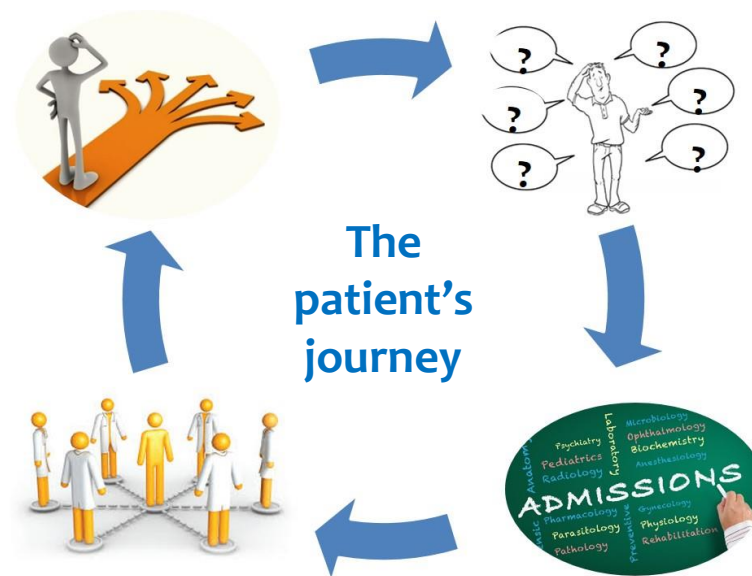 ?
?
?
?
?
?
The
patient's
journey
Microbiology
Ophthalmology
Psychiatry
Laboratory
Biochemistry
Pediatrics
Anesthesiology
Radiology
Anatomy
ADMISSIONS
Pharmacology
Gynecology
Parasitology
Physiology
Preventive
Pathology
Rehabilitation